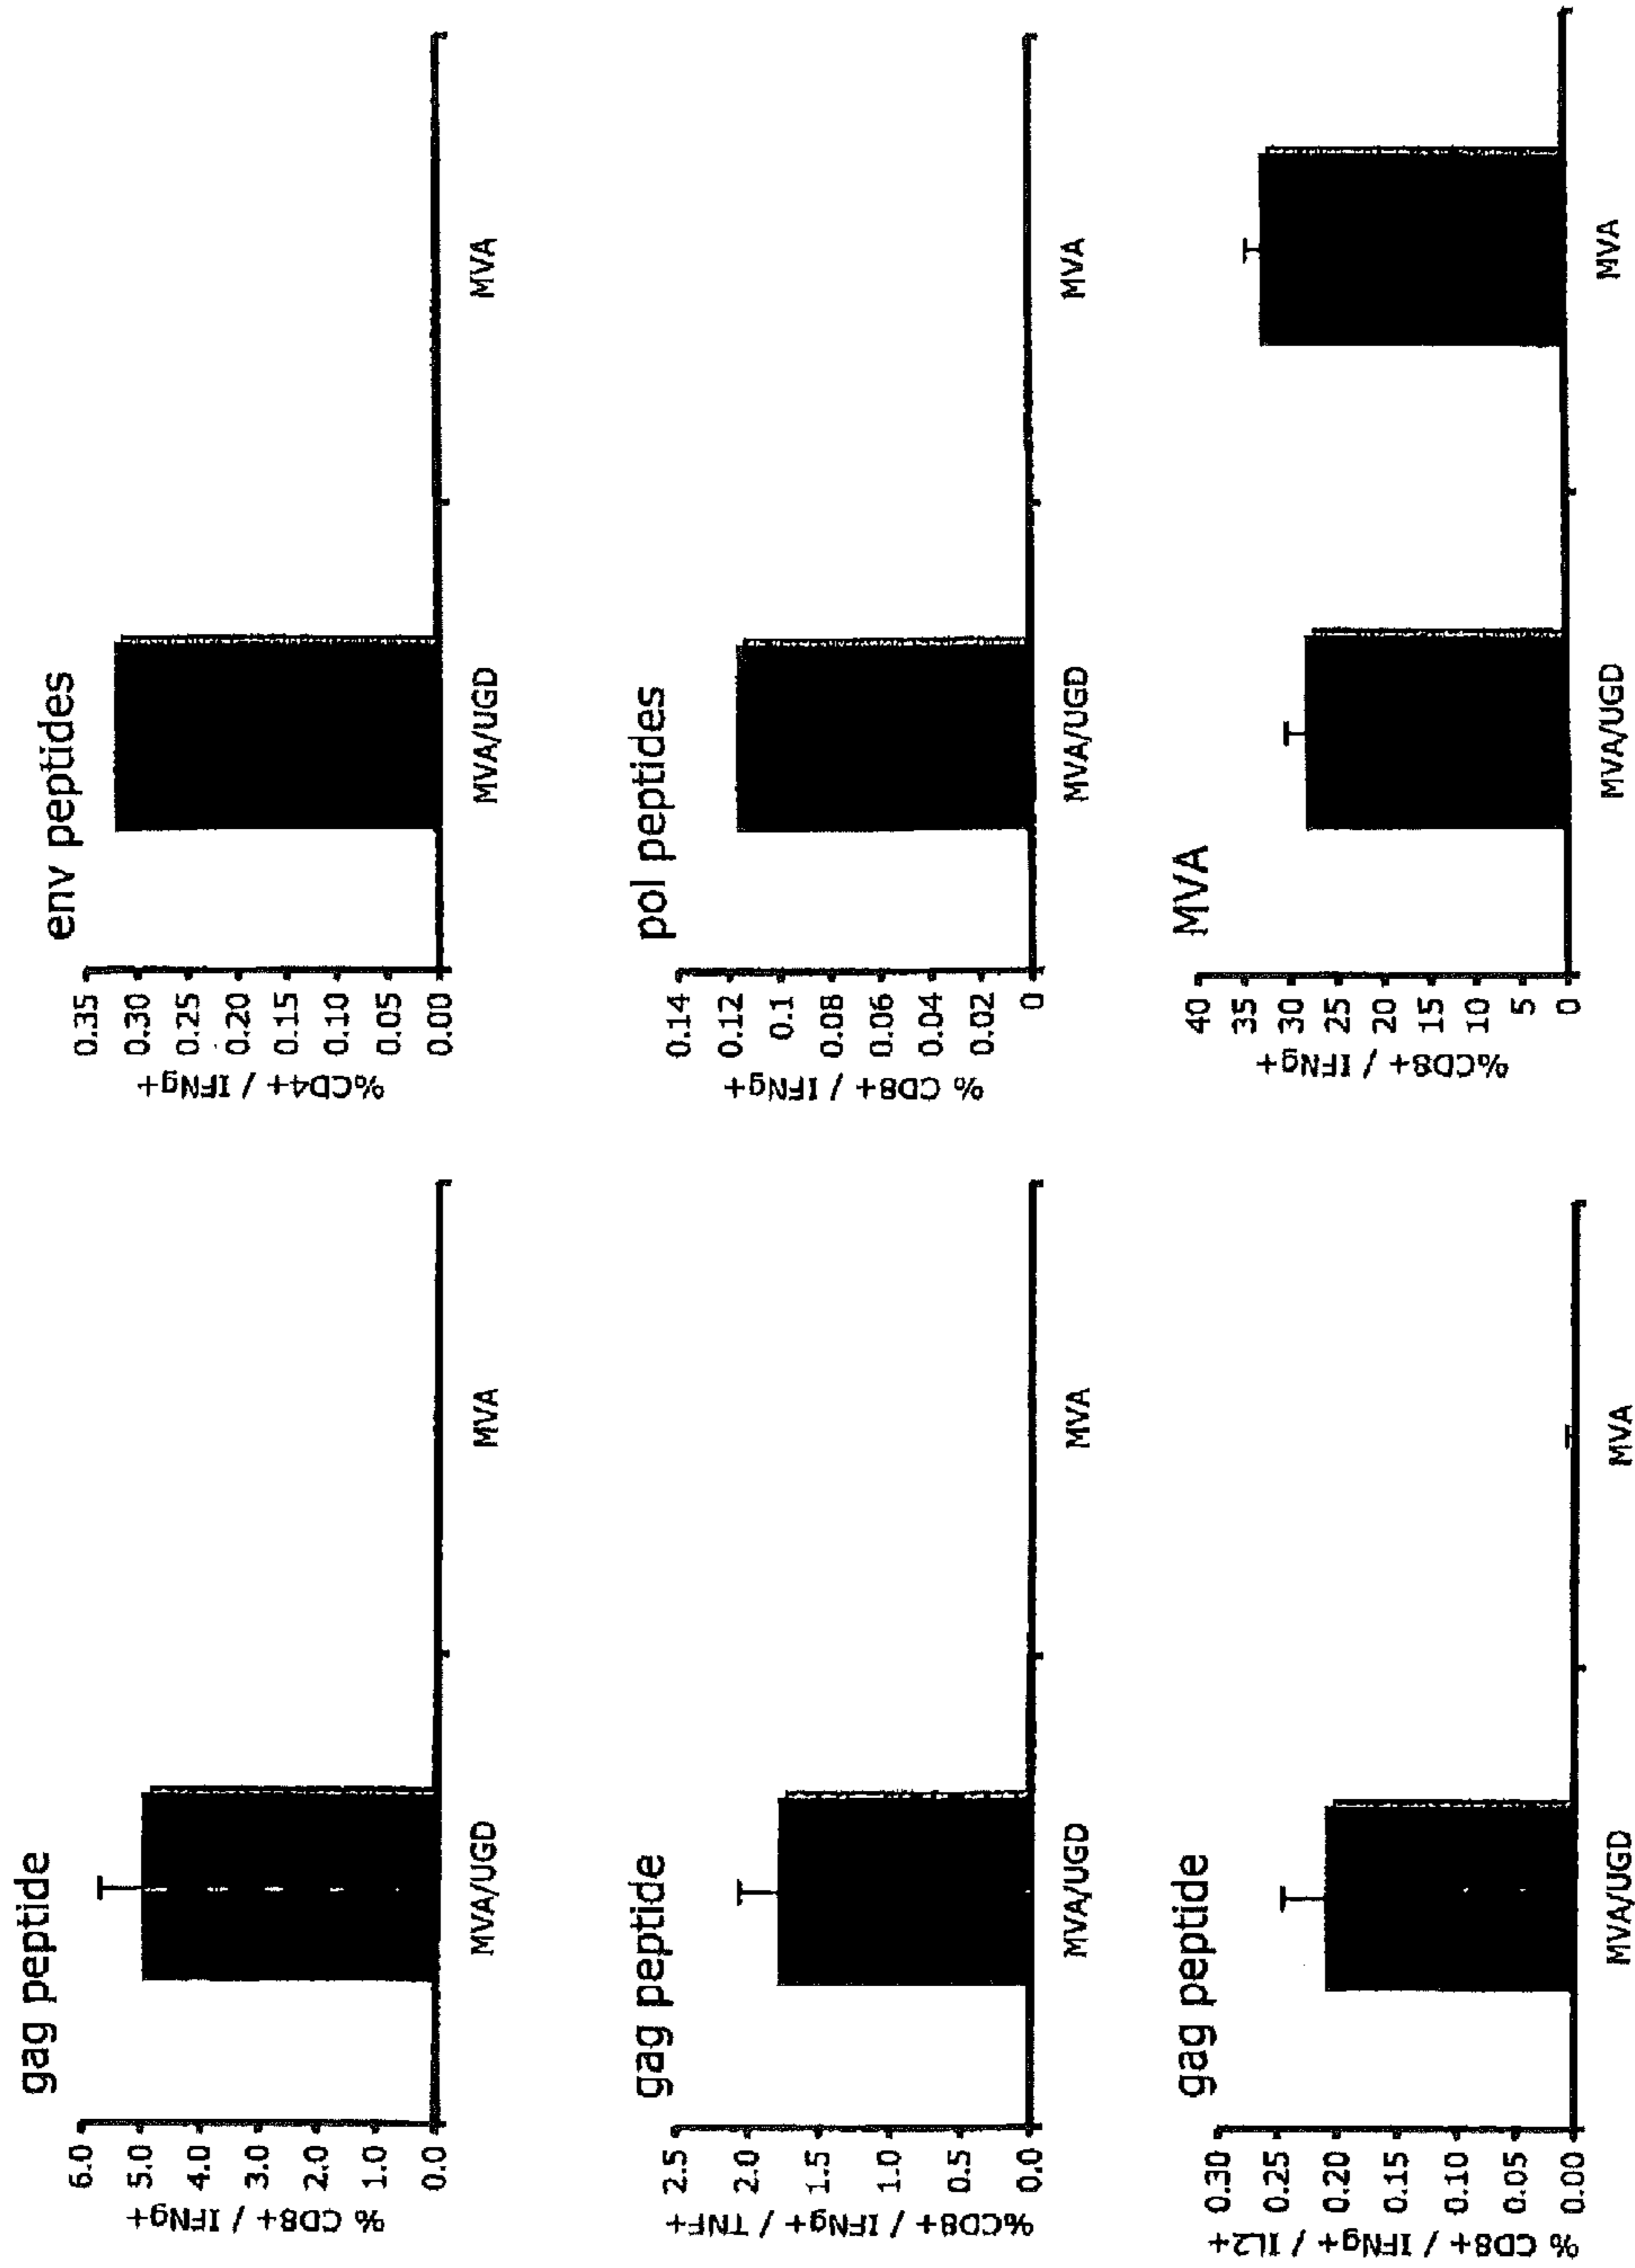 gag peptide
% CD8+ / IFNg+
6.0
5.0
4.0
3.0
2.0
1.0
0.0
MVA/UGD
MVA
env peptides
%CD4+ / IFNg+
0.35
0.30
0.25
0.20
0.15
0.10
0.05
0.00
MVA/UGD
MVA
gag peptide
%CD8+ / IFNg+ / TNF+
2.5
2.0
1.5
1.0
0.5
0.0
MVA/UGD
MVA
pol peptides
% CD8+ / IFNg+
0.14
0.12
0.1
0.08
0.06
0.04
0.02
0
MVA/UGD
MVA
gag peptide
% CD8+ / IFNg+ / IL2+
0.30
0.25
0.20
0.15
0.10
0.05
0.00
MVA/UGD
MVA
MVA
%CD8+ / IFNg+
40
35
30
25
20
15
10
5
0
MVA/UGD
MVA